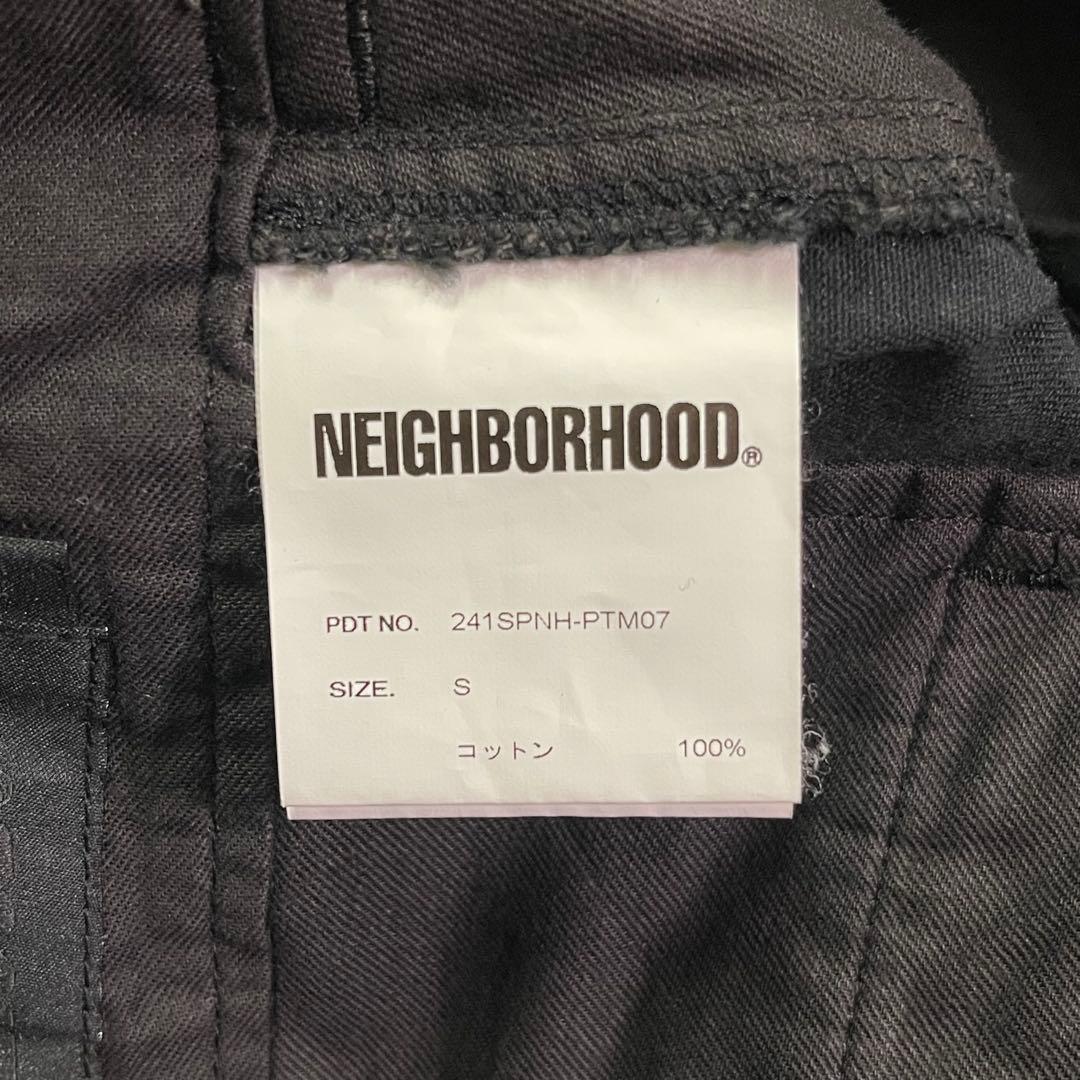 NEIGHBORHOOD®
PDT NO. 241SPNH-PTM07
SIZE. S
コットン 100%